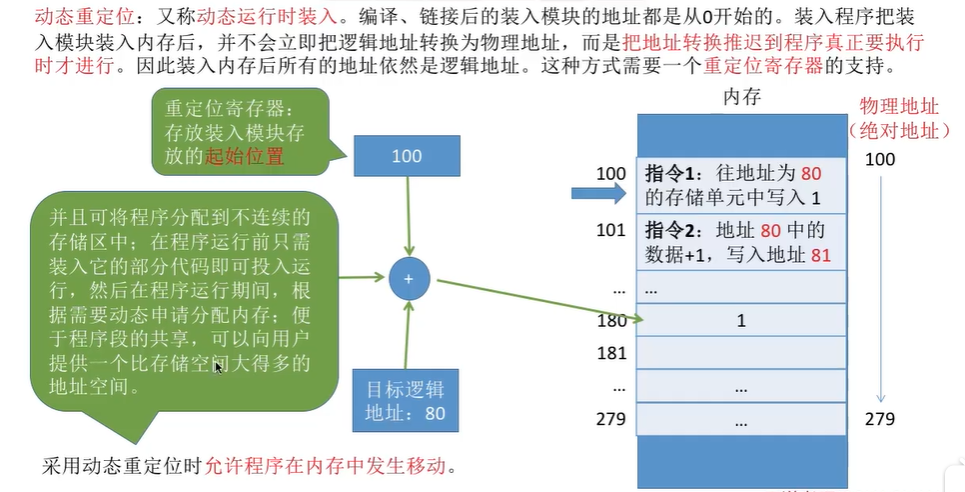 动态重定位：又称动态运行时装入。编译、链接后的装入模块的地址都是从0开始的。装入程序把装
入模块装入内存后，并不会立即把逻辑地址转换为物理地址，而是把地址转换推迟到程序真正要执行
时才进行。因此装入内存后所有的地址依然是逻辑地址。这种方式需要一个重定位寄存器的支持。
重定位寄存器：
存放装入模块存
放的起始位置
100
并且可将程序分配到不连续的
存储区中；在程序运行前只需
装入它的部分代码即可投入运
行，然后在程序运行期间，根
据需要动态申请分配内存；便
于程序段的共享，可以向用户
提供一个比存储空间大得多的
地址空间。
+
目标逻辑
地址：80
采用动态重定位时允许程序在内存中发生移动。
内存
物理地址
（绝对地址）
100
指令1：往地址为 80
的存储单元中写入 1
100
101
指令2：地址 80 中的
数据+1，写入地址 81
...
...
180
1
181
...
...
279
...
279